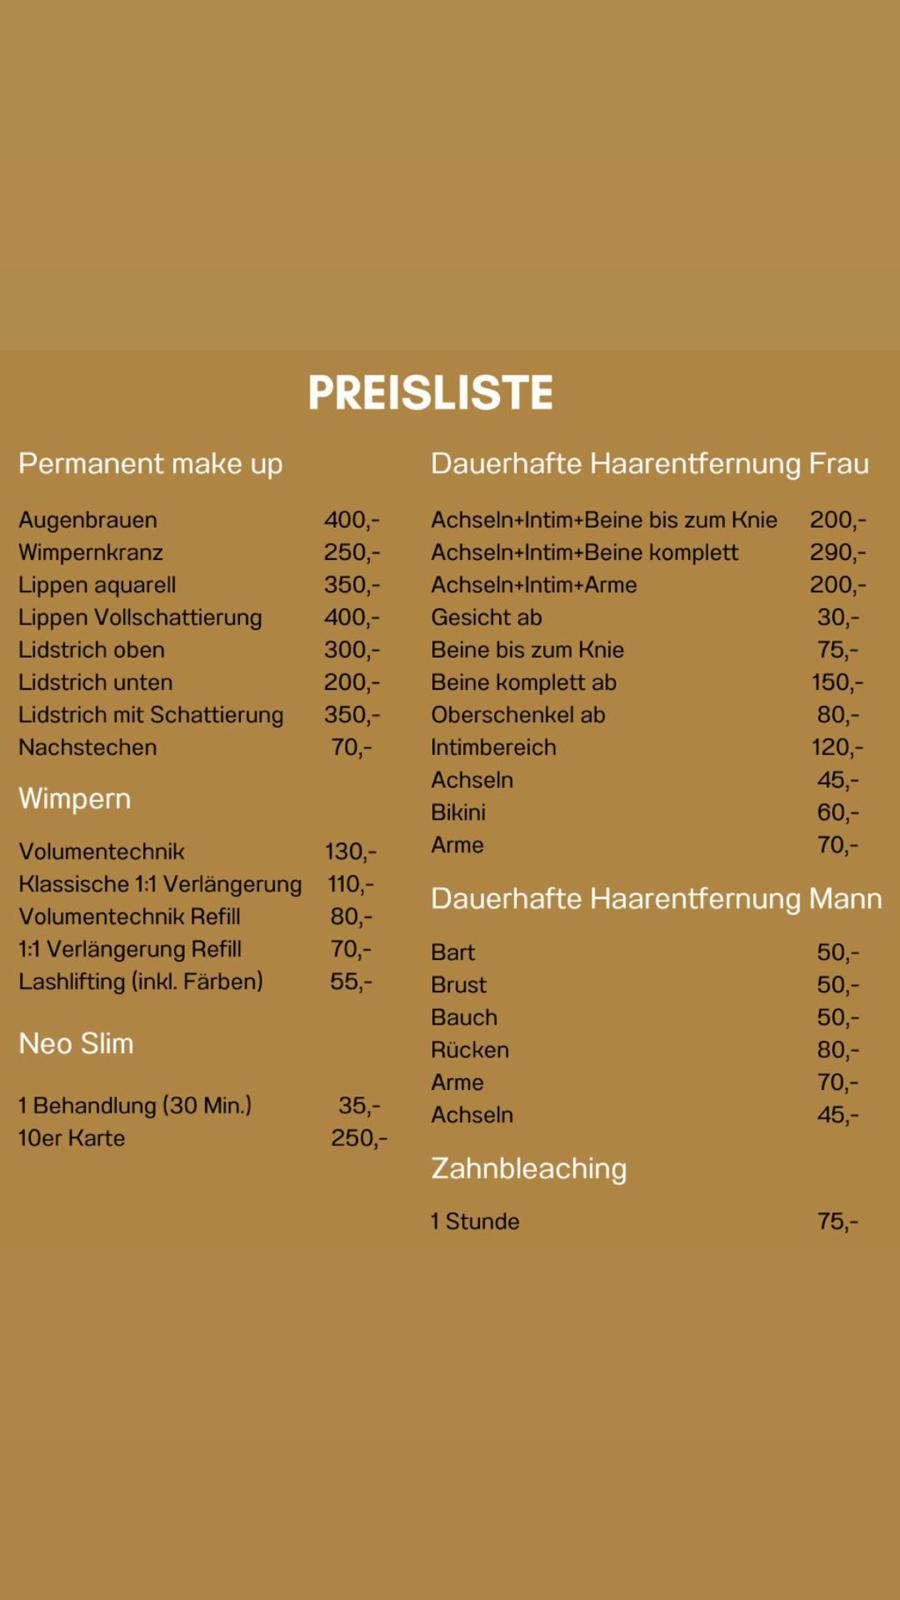 PREISLISTE
Permanent make up
Augenbrauen 400,-
Wimpernkranz 250,-
Lippen aquarell 350,-
Lippen Vollschattierung 400,-
Lidstrich oben 300,-
Lidstrich unten 200,-
Lidstrich mit Schattierung 350,-
Nachstechen 70,-
Wimpern
Volumentechnik 130,-
Klassische 1:1 Verlängerung 110,-
Volumentechnik Refill 80,-
1:1 Verlängerung Refill 70,-
Lashlifting (inkl. Färben) 55,-
Neo Slim
1 Behandlung (30 Min.) 35,-
10er Karte 250,-
Dauerhafte Haarentfernung Frau
Achseln+Intim+Beine bis zum Knie 200,-
Achseln+Intim+Beine komplett 290,-
Achseln+Intim+Arme 200,-
Gesicht ab 30,-
Beine bis zum Knie 75,-
Beine komplett ab 150,-
Oberschenkel ab 80,-
Intimbereich 120,-
Achseln 45,-
Bikini 60,-
Arme 70,-
Dauerhafte Haarentfernung Mann
Bart 50,-
Brust 50,-
Bauch 50,-
Rücken 80,-
Arme 70,-
Achseln 45,-
Zahnbleaching
1 Stunde 75,-